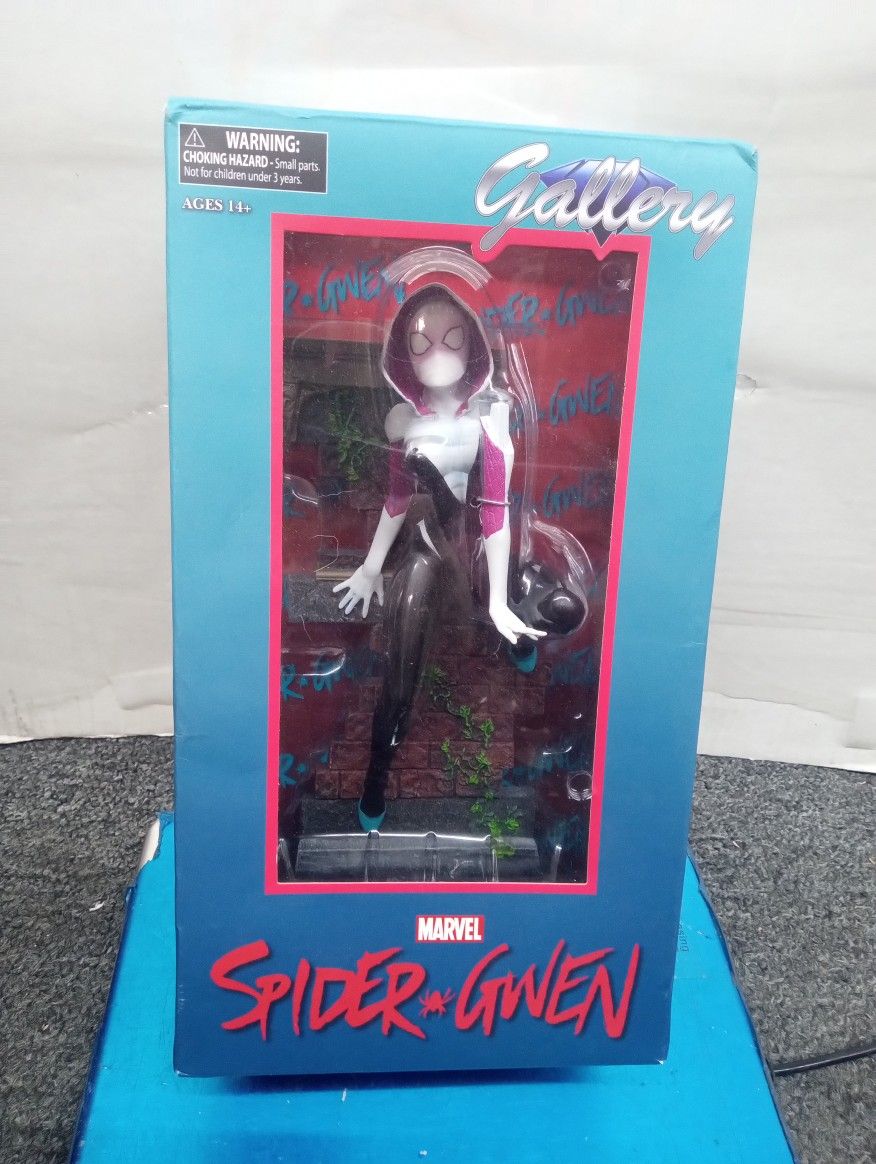 WARNING:
CHOKING HAZARD - Small parts.
Not for children under 3 years.
AGES 14+
Gallery
MARVEL
SPIDER GWEN